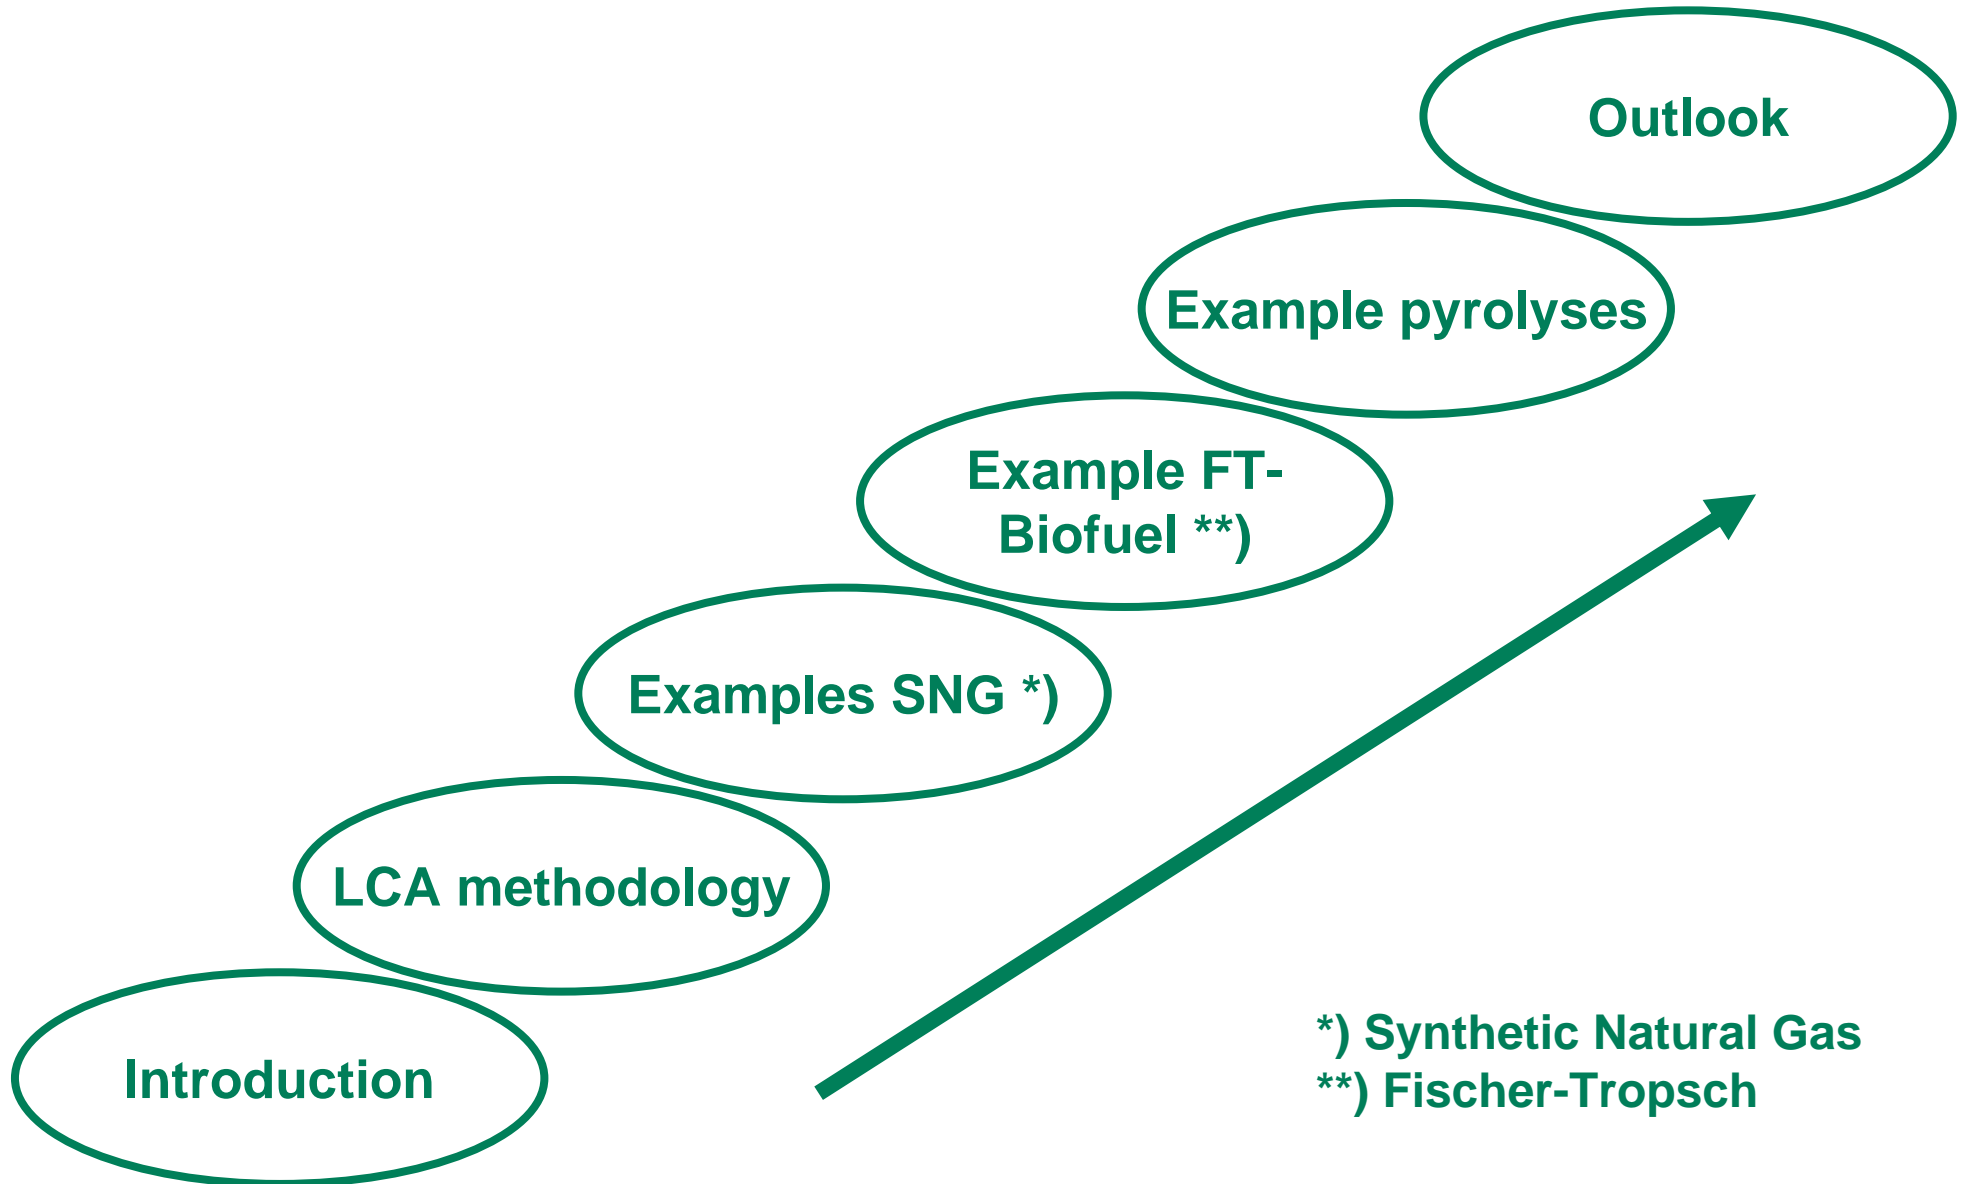 Outlook
Example pyrolyses
Example FT-
Biofuel **)
Examples SNG *)
LCA methodology
Introduction
*) Synthetic Natural Gas
**) Fischer-Tropsch